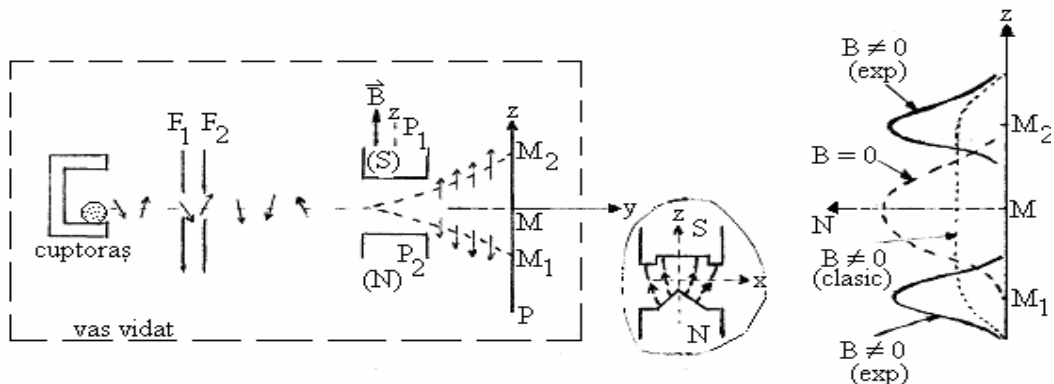 F₁ F₂
cuptoraș
vas vidat
B⃗
z
P₁
(S)
(N)
P₂
z
M₂
M
M₁
P
y
z
S
x
N
z
B ≠ 0
(exp)
M₂
B = 0
N
M
B ≠ 0
(clasic)
M₁
B ≠ 0
(exp)